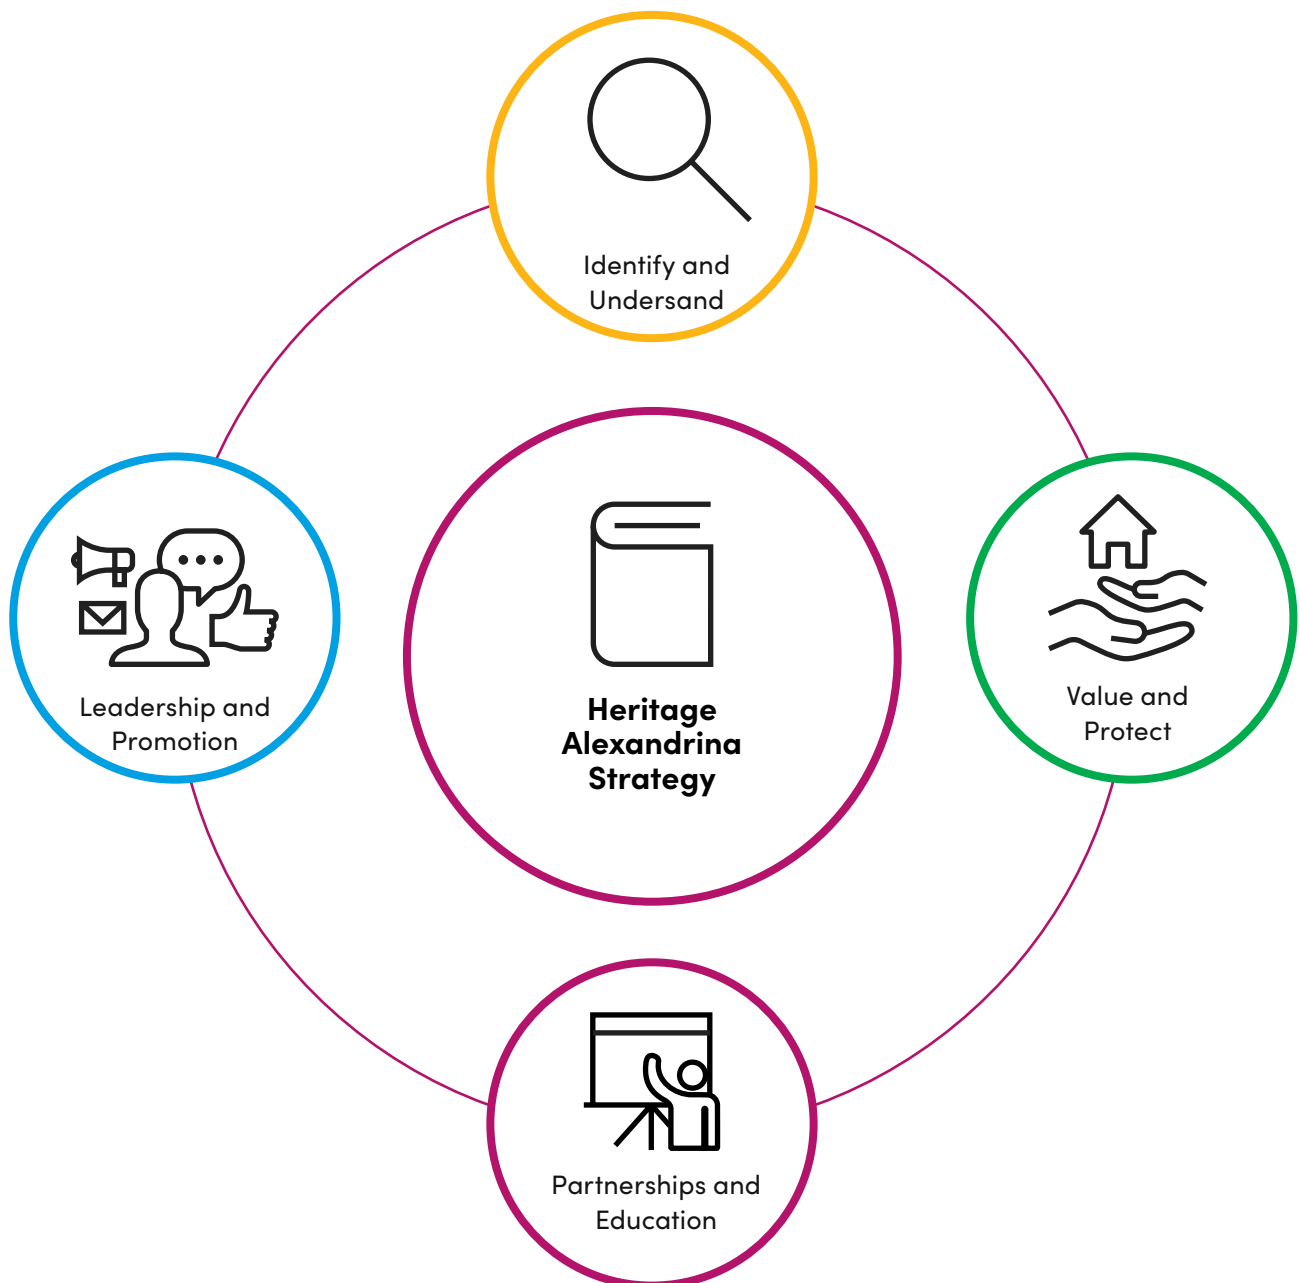 Identify and
Undersand
Leadership and
Promotion
Heritage
Alexandrina
Strategy
Value and
Protect
Partnerships and
Education